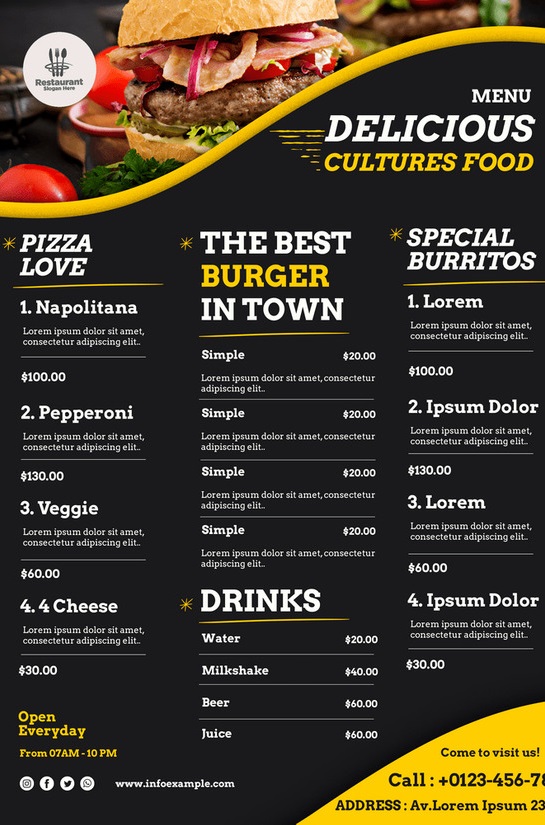 Restaurant
Slogan Here
MENU
DELICIOUS
CULTURES FOOD
PIZZA
LOVE
1. Napolitana
Lorem ipsum dolor sit amet,
consectetur adipiscing elit..
$100.00
2. Pepperoni
Lorem ipsum dolor sit amet,
consectetur adipiscing elit..
$130.00
3. Veggie
Lorem ipsum dolor sit amet,
consectetur adipiscing elit..
$60.00
4. 4 Cheese
Lorem ipsum dolor sit amet,
consectetur adipiscing elit..
$30.00
Open
Everyday
From 07AM - 10 PM
www.infoexample.com
THE BEST
BURGER
IN TOWN
Simple $20.00
Lorem ipsum dolor sit amet, consectetur
adipiscing elit..
Simple $20.00
Lorem ipsum dolor sit amet, consectetur
adipiscing elit..
Simple $20.00
Lorem ipsum dolor sit amet, consectetur
adipiscing elit..
Simple $20.00
Lorem ipsum dolor sit amet, consectetur
adipiscing elit..
DRINKS
Water $20.00
Milkshake $40.00
Beer $60.00
Juice $60.00
SPECIAL
BURRITOS
1. Lorem
Lorem ipsum dolor sit amet,
consectetur adipiscing elit..
$100.00
2. Ipsum Dolor
Lorem ipsum dolor sit amet,
consectetur adipiscing elit..
$130.00
3. Lorem
Lorem ipsum dolor sit amet,
consectetur adipiscing elit..
$60.00
4. Ipsum Dolor
Lorem ipsum dolor sit amet,
consectetur adipiscing elit..
$30.00
Come to visit us!
Call : +0123-456-78
ADDRESS : Av.Lorem Ipsum 23